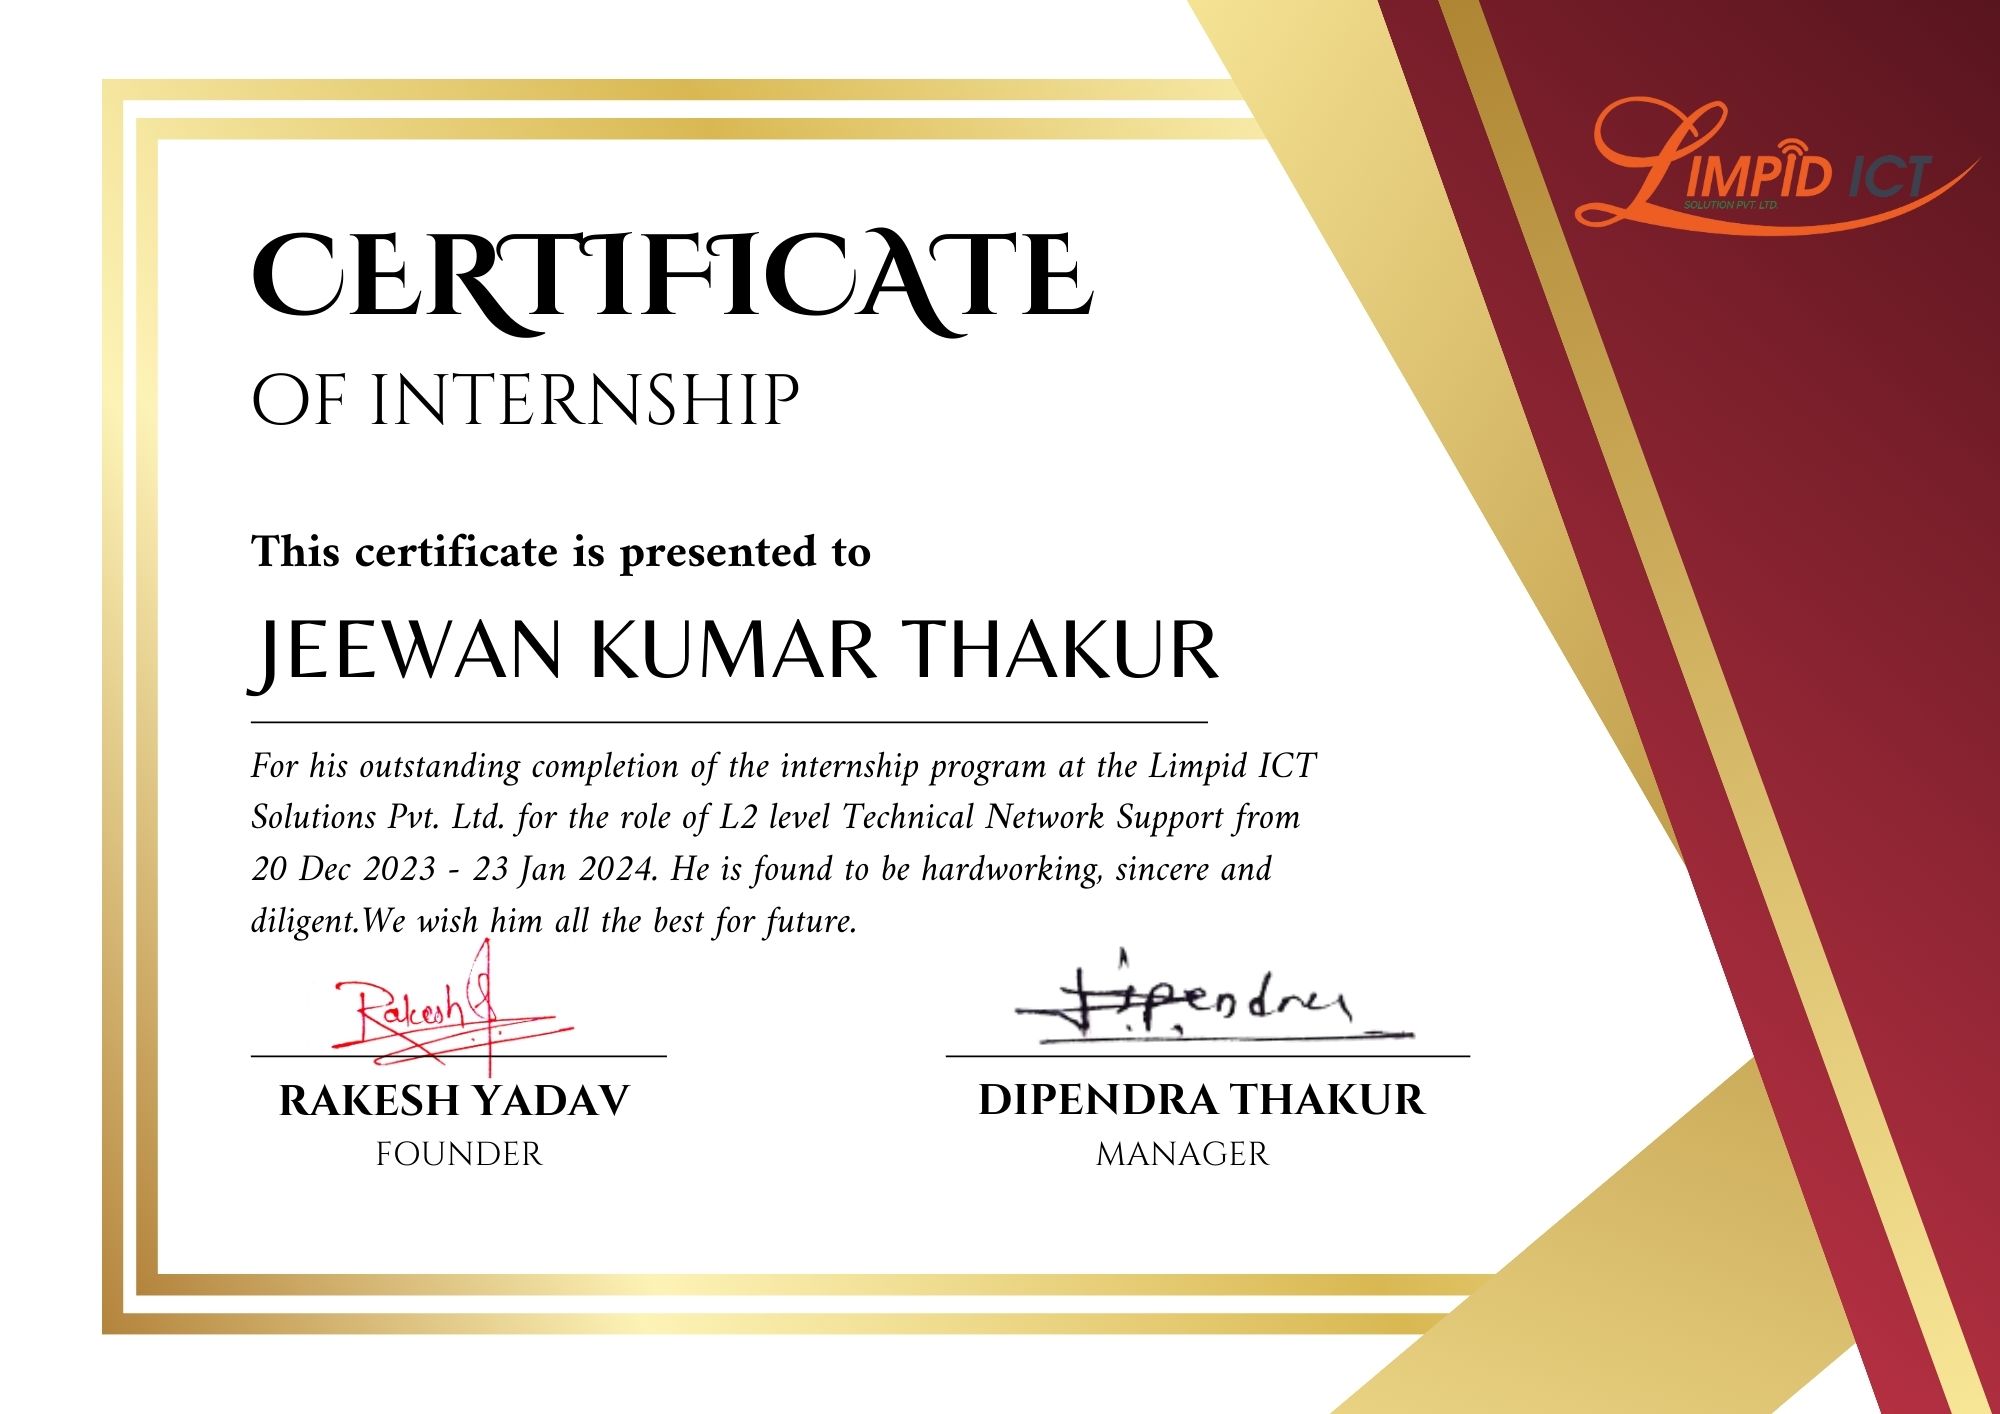 LIMPID ICT
SOLUTION PVT. LTD.
CERTIFICATE
OF INTERNSHIP
This certificate is presented to
JEEWAN KUMAR THAKUR
For his outstanding completion of the internship program at the Limpid ICT
Solutions Pvt. Ltd. for the role of L2 level Technical Network Support from
20 Dec 2023 - 23 Jan 2024. He is found to be hardworking, sincere and
diligent.We wish him all the best for future.
Rakesh
Dipendra
RAKESH YADAV
DIPENDRA THAKUR
FOUNDER
MANAGER